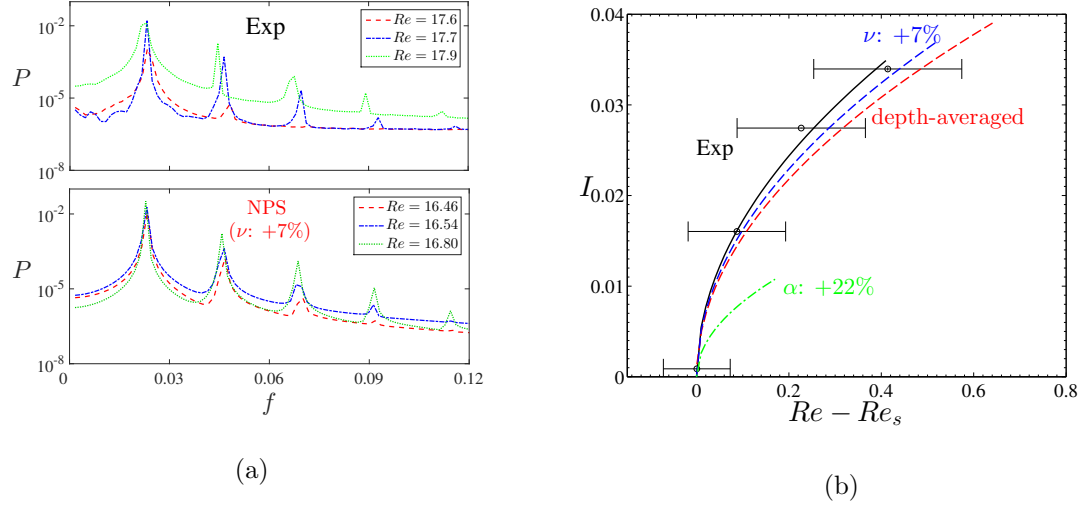 10^{-2}
Exp
Re = 17.6
Re = 17.7
Re = 17.9
P
10^{-5}
10^{-8}
10^{-2}
NPS
(ν: +7%)
Re = 16.46
Re = 16.54
Re = 16.80
P
10^{-5}
10^{-8}
0 0.03 0.06 0.09 0.12
f
(a)
0.04
ν: +7%
0.03
depth-averaged
Exp
I
0.02
α: +22%
0.01
0
0 0.2 0.4 0.6 0.8
Re − Re_s
(b)